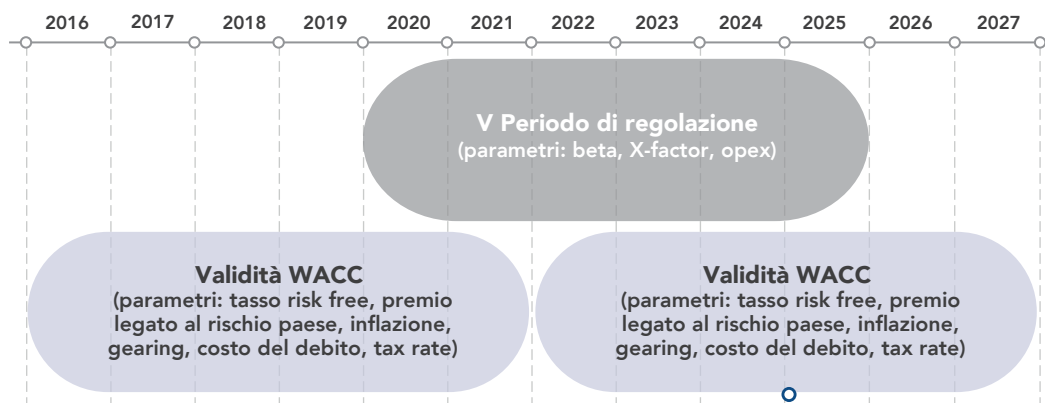 2016 2017 2018 2019 2020 2021 2022 2023 2024 2025 2026 2027
V Periodo di regolazione
(parametri: beta, X-factor, opex)
Validità WACC
(parametri: tasso risk free, premio
legato al rischio paese, inflazione,
gearing, costo del debito, tax rate)
Validità WACC
(parametri: tasso risk free, premio
legato al rischio paese, inflazione,
gearing, costo del debito, tax rate)